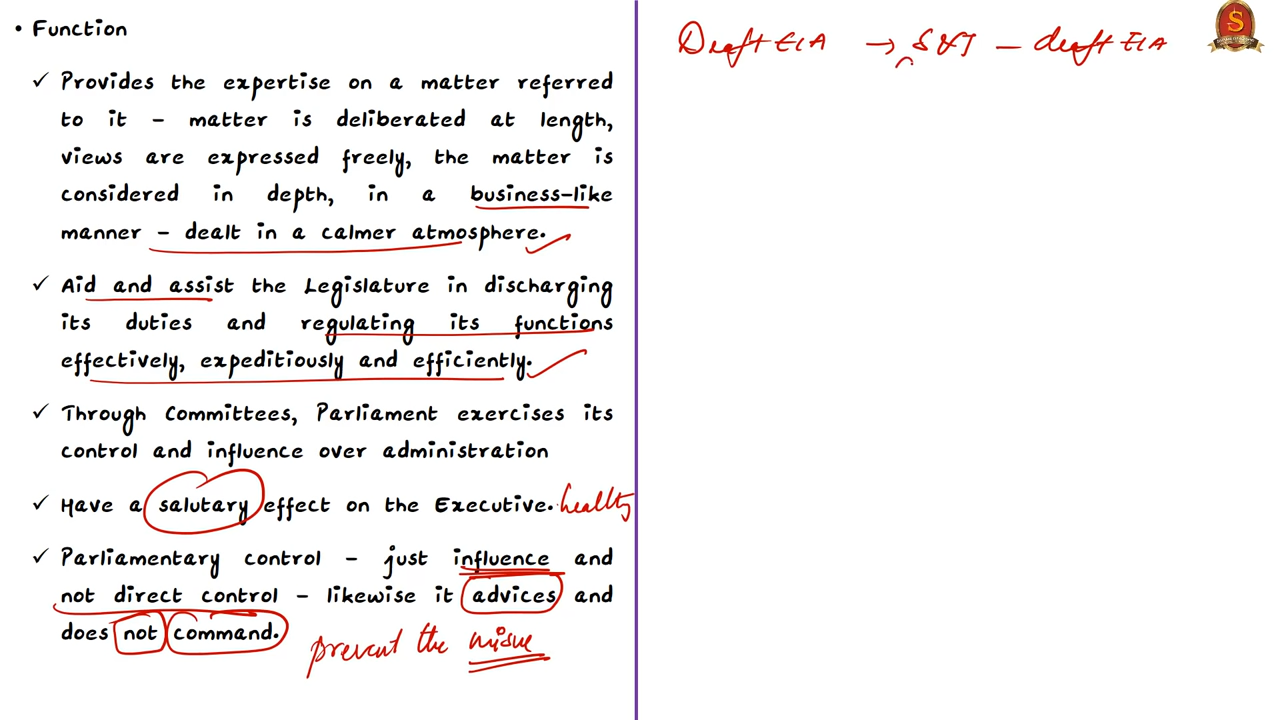 • Function
✓ Provides the expertise on a matter referred
to it – matter is deliberated at length,
views are expressed freely, the matter is
considered in depth, in a business-like
manner – dealt in a calmer atmosphere.
✓ Aid and assist the Legislature in discharging
its duties and regulating its functions
effectively, expeditiously and efficiently.
✓ Through Committees, Parliament exercises its
control and influence over administration
✓ Have a salutary effect on the Executive. healthy
✓ Parliamentary control – just influence and
not direct control – likewise it advices and
does not command.
prevent the misuse
Draft EIA → S&T – draft EIA
S